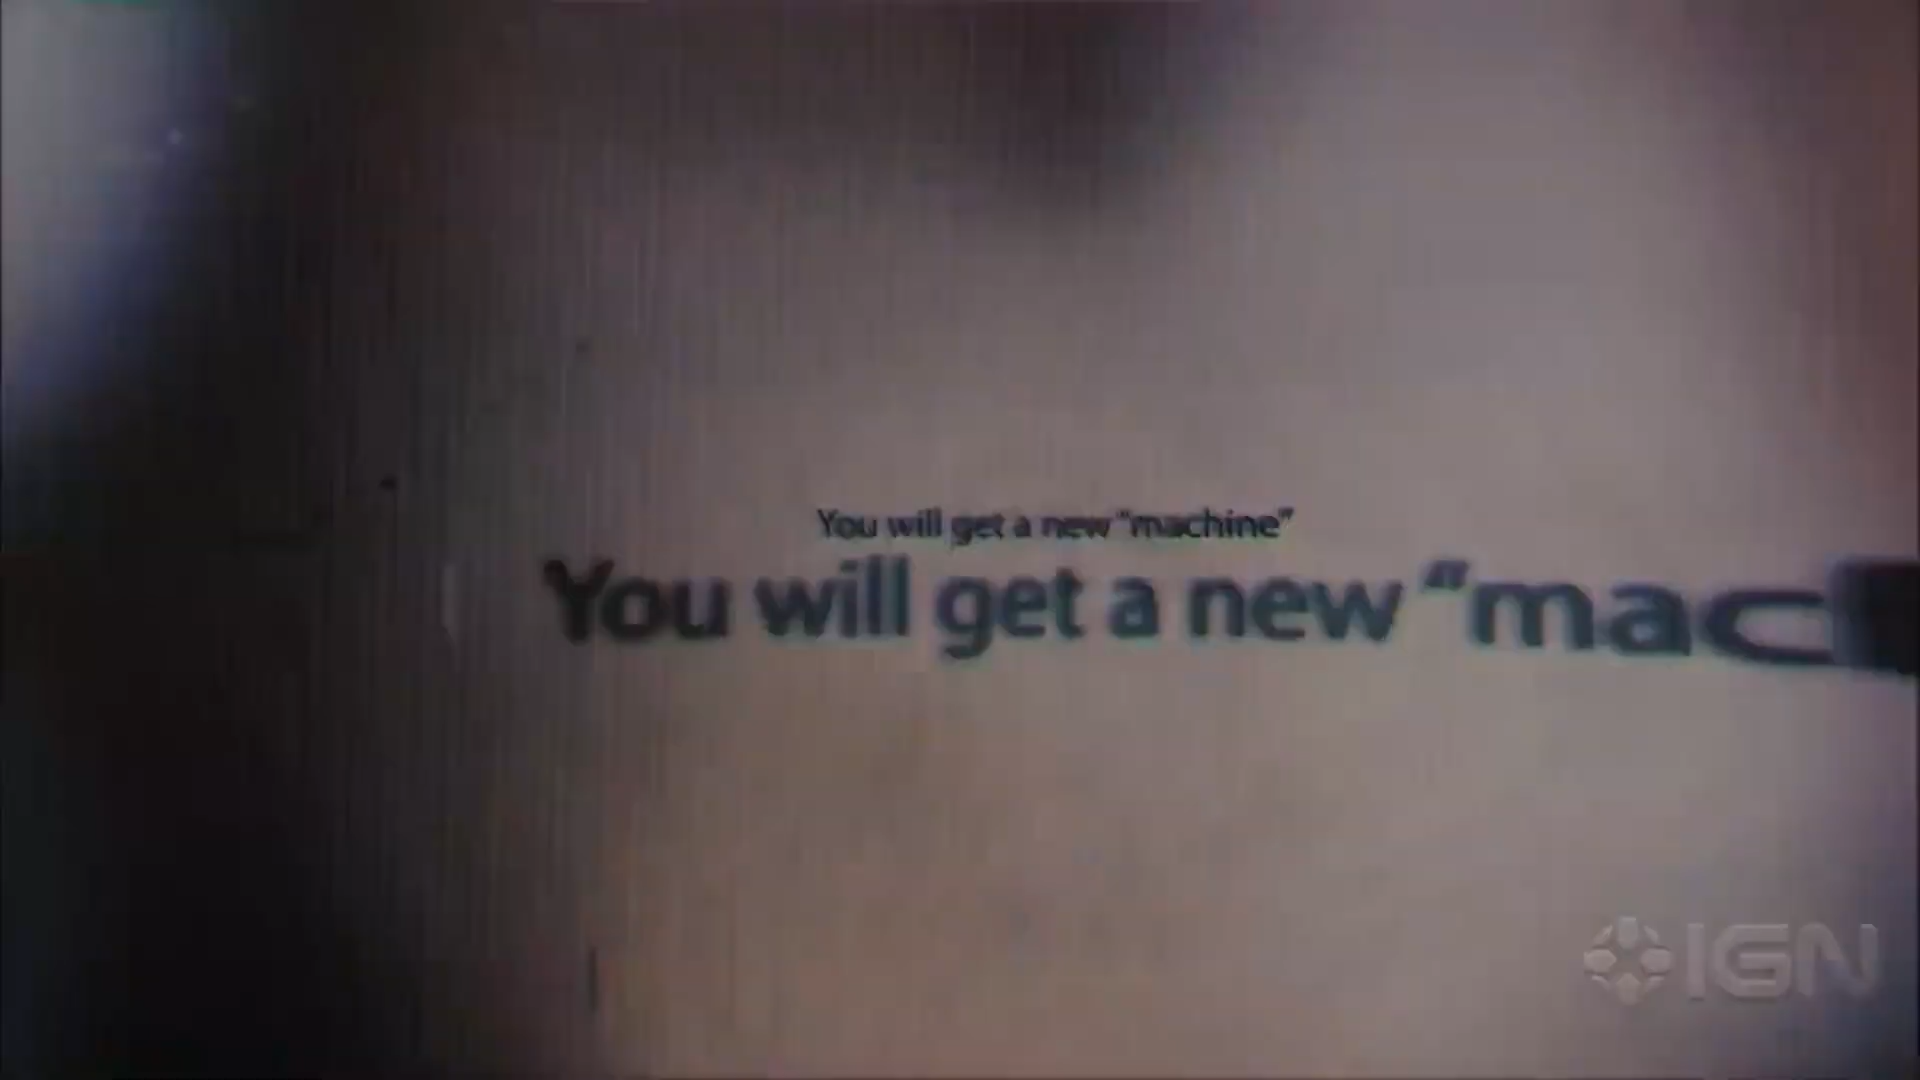 You will get a new "machine"
You will get a new "mac
IGN